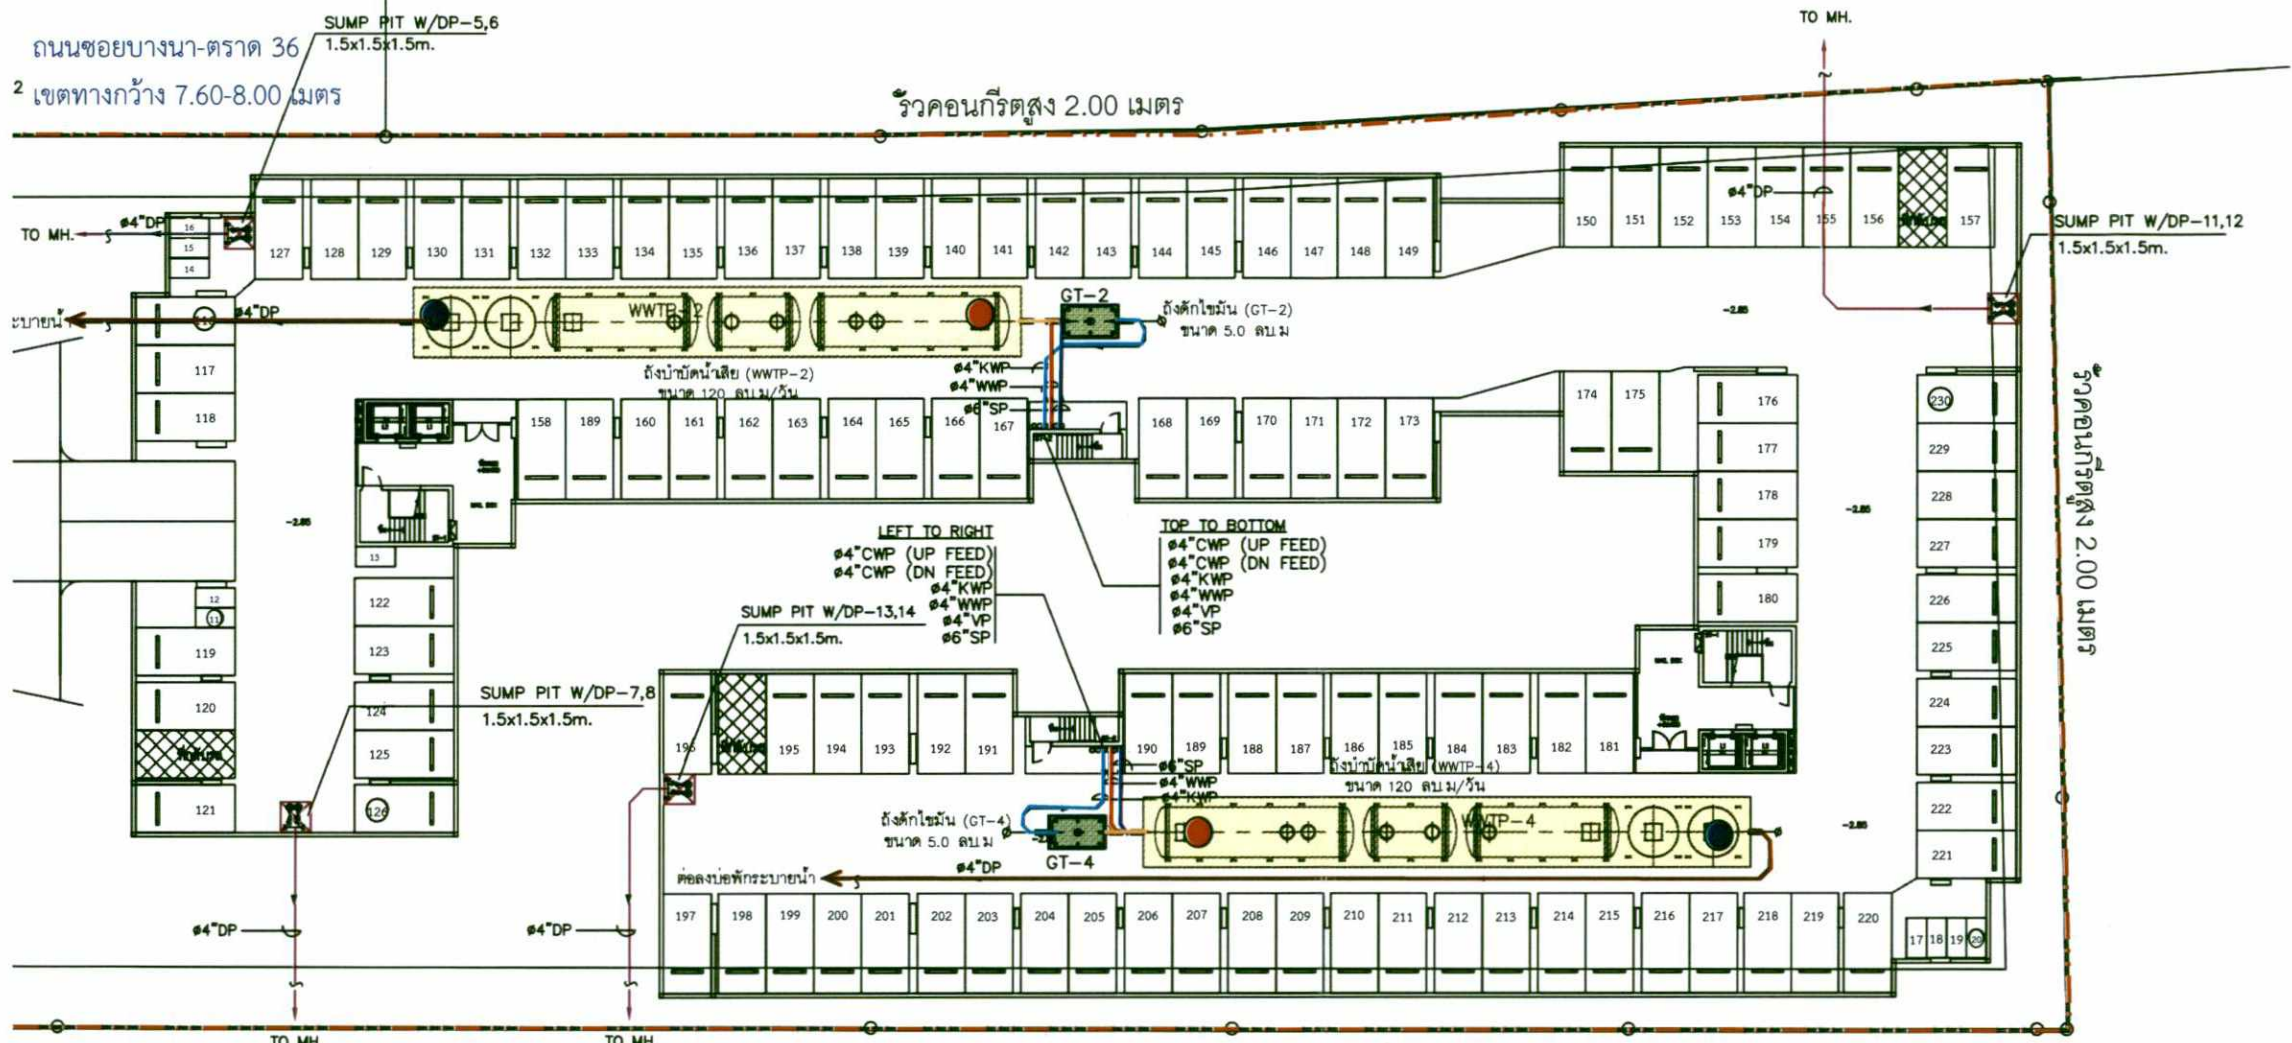 SUMP PIT W/DP-5,6
1.5x1.5x1.5m.
ถนนซอยบางนา-ตราด 36
2 เขตทางกว้าง 7.60-8.00 เมตร
รั้วคอนกรีตสูง 2.00 เมตร
TO MH.
ø4"DP
TO MH.
16
15
14
127 128 129 130 131 132 133 134 135 136 137 138 139 140 141 142 143 144 145 146 147 148 149
150 151 152 153 154 155 156 157
ø4"DP
SUMP PIT W/DP-11,12
1.5x1.5x1.5m.
ะบายน้ำ
ø4"DP
WWTP-2
GT-2
ถังดักไขมัน (GT-2)
ขนาด 5.0 ลบ.ม
-2.85
ถังบำบัดน้ำเสีย (WWTP-2)
ขนาด 120 ลบ.ม/วัน
ø4"KWP
ø4"WWP
ø6"SP
117
118
158 189 160 161 162 163 164 165 166 167 168 169 170 171 172 173
174 175
176
177
178
179
180
230
229
228
227
226
225
224
223
222
221
รั้วคอนกรีตสูง 2.00 เมตร
-2.85
-2.85
13
LEFT TO RIGHT
ø4"CWP (UP FEED)
ø4"CWP (DN FEED)
ø4"KWP
ø4"WWP
ø4"VP
ø6"SP
TOP TO BOTTOM
ø4"CWP (UP FEED)
ø4"CWP (DN FEED)
ø4"KWP
ø4"WWP
ø4"VP
ø6"SP
12
11
119
120
121
122
123
124
125
126
SUMP PIT W/DP-13,14
1.5x1.5x1.5m.
SUMP PIT W/DP-7,8
1.5x1.5x1.5m.
196 195 194 193 192 191 190 189 188 187 186 185 184 183 182 181
ø6"SP
ø4"WWP
ø4"KWP
ถังบำบัดน้ำเสีย (WWTP-4)
ขนาด 120 ลบ.ม/วัน
ถังดักไขมัน (GT-4)
ขนาด 5.0 ลบ.ม
GT-4
WWTP-4
-2.85
ต่อลงบ่อพักระบายน้ำ
ø4"DP
197 198 199 200 201 202 203 204 205 206 207 208 209 210 211 212 213 214 215 216 217 218 219 220
17 18 19 20
ø4"DP
ø4"DP
TO MH
TO MH